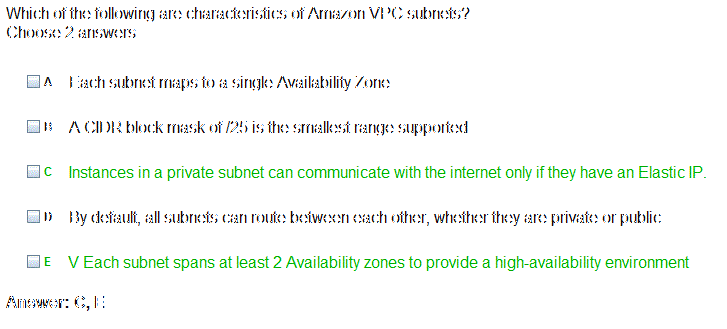 Which of the following are characteristics of Amazon VPC subnets?
Choose 2 answers
A Each subnet maps to a single Availability Zone
B A CIDR block mask of /25 is the smallest range supported
C Instances in a private subnet can communicate with the internet only if they have an Elastic IP.
D By default, all subnets can route between each other, whether they are private or public
E V Each subnet spans at least 2 Availability zones to provide a high-availability environment
Answer: C, E